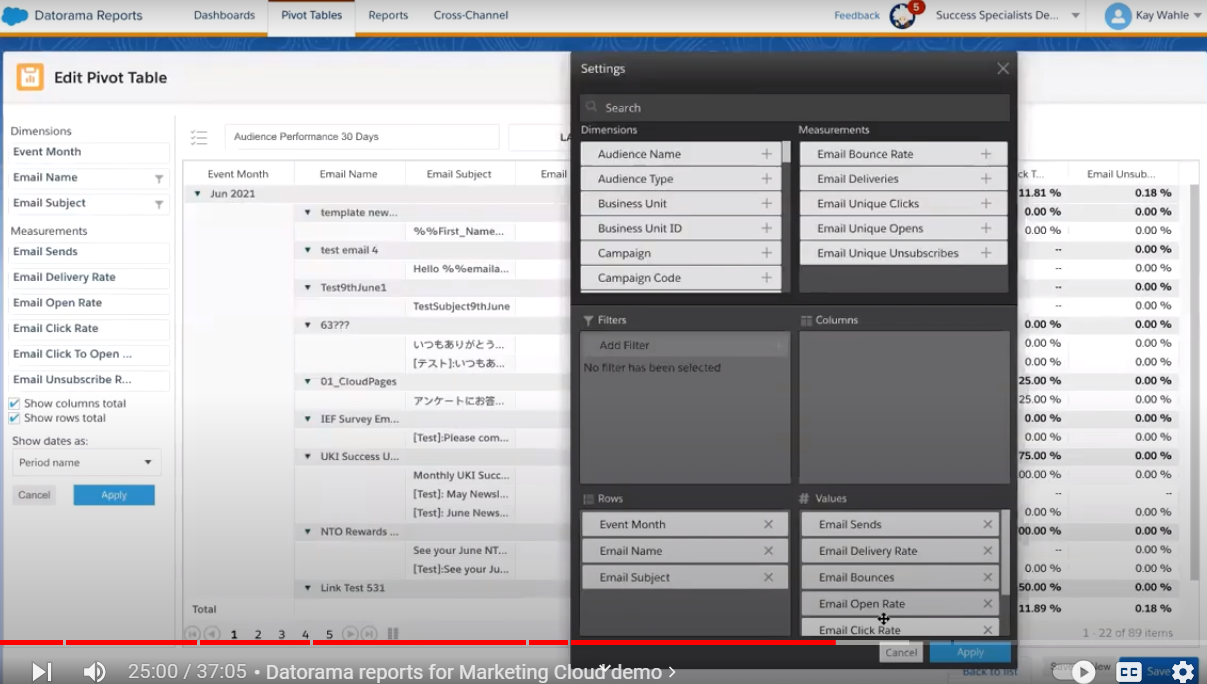 Datorama Reports
Dashboards
Pivot Tables
Reports
Cross-Channel
Feedback
5
Success Specialists De...
Kay Wahle
Edit Pivot Table
Dimensions
Event Month
Email Name
Email Subject
Measurements
Email Sends
Email Delivery Rate
Email Open Rate
Email Click Rate
Email Click To Open ...
Email Unsubscribe R...
Show columns total
Show rows total
Show dates as:
Period name
Cancel
Apply
Audience Performance 30 Days
LA
Event Month
Email Name
Email Subject
Email
Jun 2021
template new...
%%First_Name...
test email 4
Hello %%emaila...
Test9thJune1
TestSubject9thJune
63???
いつもありがとう...
[テスト]:いつもあ...
01_CloudPages
アンケートにお答...
IEF Survey Em...
[Test]:Please com...
UKI Success U...
Monthly UKI Succ...
[Test]: May Newsl...
[Test]: June News...
NTO Rewards ...
See your June NT...
[Test]:See your Ju...
Link Test 531
Total
1 2 3 4 5
Settings
Search
Dimensions
Audience Name
Audience Type
Business Unit
Business Unit ID
Campaign
Campaign Code
Measurements
Email Bounce Rate
Email Deliveries
Email Unique Clicks
Email Unique Opens
Email Unique Unsubscribes
Filters
Add Filter
No filter has been selected
Columns
Rows
Event Month
Email Name
Email Subject
Values
Email Sends
Email Delivery Rate
Email Bounces
Email Open Rate
Email Click Rate
Cancel
Apply
ck T... Email Unsub...
11.81 % 0.18 %
0.00 % 0.00 %
0.00 % 0.00 %
-- 0.00 %
-- 0.00 %
-- 0.00 %
-- 0.00 %
0.00 % 0.00 %
0.00 % 0.00 %
0.00 % 0.00 %
25.00 % 0.00 %
25.00 % 0.00 %
0.00 % 0.00 %
0.00 % 0.00 %
75.00 % 0.00 %
00.00 % 0.00 %
-- --
0.00 % 0.00 %
00.00 % 0.00 %
-- 0.00 %
0.00 % 0.00 %
50.00 % 0.00 %
11.89 % 0.18 %
1 - 22 of 89 items
Back to list
Save
25:00 / 37:05 • Datorama reports for Marketing Cloud demo
CC